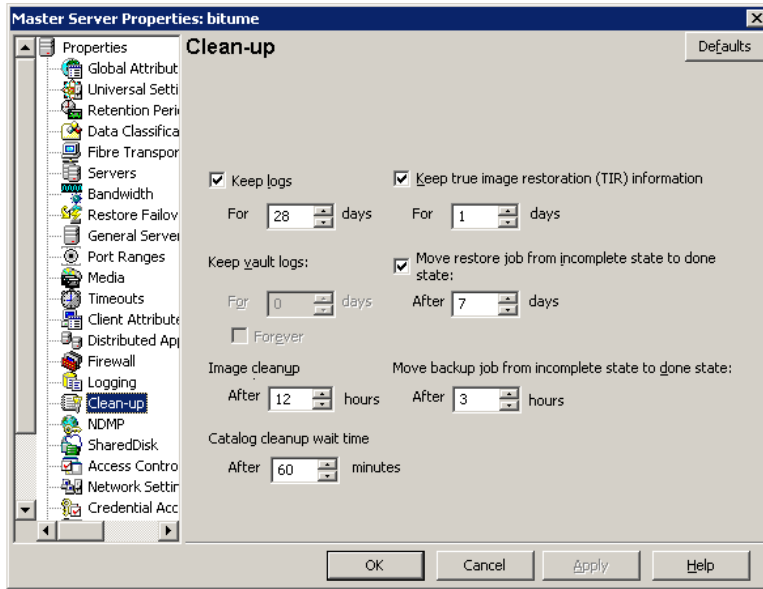 Master Server Properties: bitume
Properties
Global Attribut
Universal Setti
Retention Peri
Data Classifica
Fibre Transpor
Servers
Bandwidth
Restore Failov
General Server
Port Ranges
Media
Timeouts
Client Attribute
Distributed App
Firewall
Logging
Clean-up
NDMP
SharedDisk
Access Contro
Network Settin
Credential Acc
Clean-up
Defaults
Keep logs
For 28 days
Keep true image restoration (TIR) information
For 1 days
Keep vault logs:
For 0 days
Forever
Move restore job from incomplete state to done
state:
After 7 days
Image cleanup
After 12 hours
Move backup job from incomplete state to done state:
After 3 hours
Catalog cleanup wait time
After 60 minutes
OK Cancel Apply Help